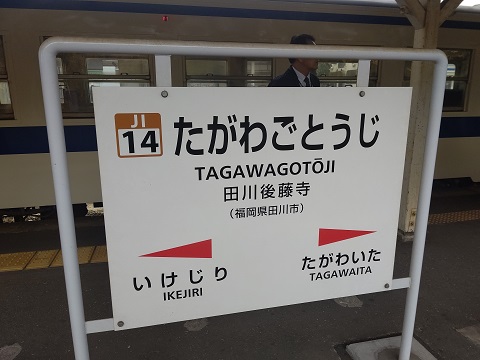 JI
14
たがわごとうじ
TAGAWAGOTŌJI
田川後藤寺
（福岡県田川市）
いけじり
IKEJIRI
たがわいた
TAGAWAITA